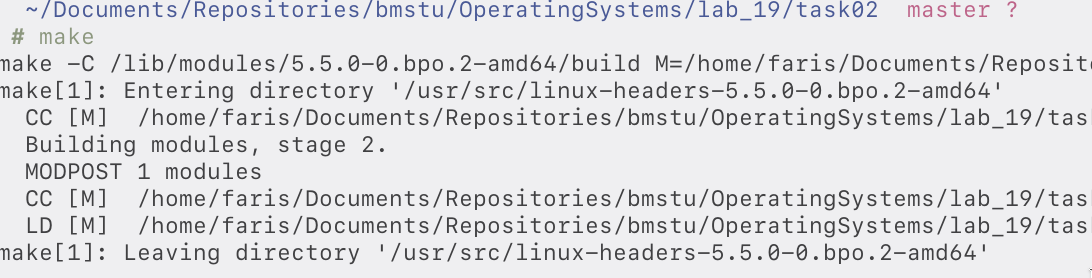 ~/Documents/Repositories/bmstu/OperatingSystems/lab_19/task02 master ?
# make
make -C /lib/modules/5.5.0-0.bpo.2-amd64/build M=/home/faris/Documents/Reposit
make[1]: Entering directory '/usr/src/linux-headers-5.5.0-0.bpo.2-amd64'
CC [M] /home/faris/Documents/Repositories/bmstu/OperatingSystems/lab_19/tas
Building modules, stage 2.
MODPOST 1 modules
CC [M] /home/faris/Documents/Repositories/bmstu/OperatingSystems/lab_19/tas
LD [M] /home/faris/Documents/Repositories/bmstu/OperatingSystems/lab_19/tas
make[1]: Leaving directory '/usr/src/linux-headers-5.5.0-0.bpo.2-amd64'